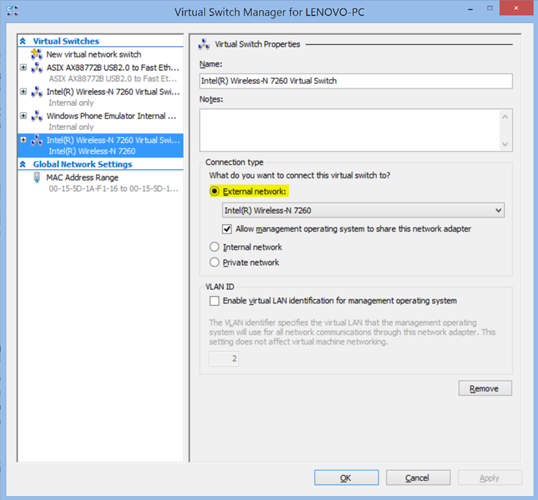 Virtual Switch Manager for LENOVO-PC
Virtual Switches
New virtual network switch
ASIX AX88772B USB2.0 to Fast Eth...
ASIX AX88772B USB2.0 to Fast Eth...
Intel(R) Wireless-N 7260 Virtual Swi...
Internal only
Windows Phone Emulator Internal ...
Internal only
Intel(R) Wireless-N 7260 Virtual Swi...
Intel(R) Wireless-N 7260
Global Network Settings
MAC Address Range
00-15-5D-1A-F1-16 to 00-15-5D-1...
Virtual Switch Properties
Name:
Intel(R) Wireless-N 7260 Virtual Switch
Notes:
Connection type
What do you want to connect this virtual switch to?
External network:
Intel(R) Wireless-N 7260
Allow management operating system to share this network adapter
Internal network
Private network
VLAN ID
Enable virtual LAN identification for management operating system
The VLAN identifier specifies the virtual LAN that the management operating
system will use for all network communications through this network adapter. This
setting does not affect virtual machine networking.
2
Remove
OK
Cancel
Apply